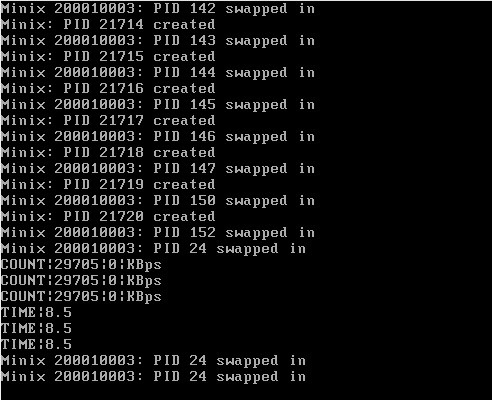 Minix 200010003: PID 142 swapped in
Minix: PID 21714 created
Minix 200010003: PID 143 swapped in
Minix: PID 21715 created
Minix 200010003: PID 144 swapped in
Minix: PID 21716 created
Minix 200010003: PID 145 swapped in
Minix: PID 21717 created
Minix 200010003: PID 146 swapped in
Minix: PID 21718 created
Minix 200010003: PID 147 swapped in
Minix: PID 21719 created
Minix 200010003: PID 150 swapped in
Minix: PID 21720 created
Minix 200010003: PID 152 swapped in
Minix 200010003: PID 24 swapped in
COUNT¦29705¦0¦KBps
COUNT¦29705¦0¦KBps
COUNT¦29705¦0¦KBps
TIME¦8.5
TIME¦8.5
TIME¦8.5
Minix 200010003: PID 24 swapped in
Minix 200010003: PID 24 swapped in